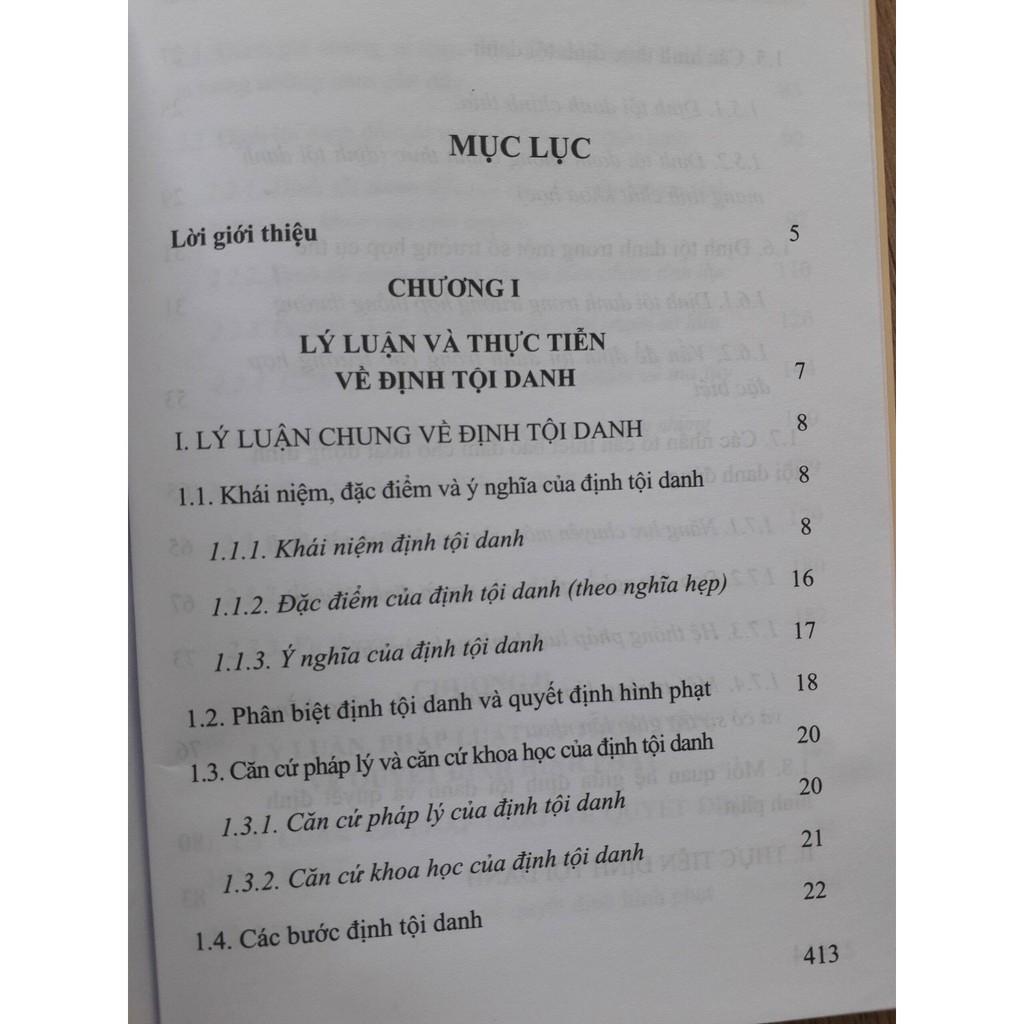 MỤC LỤC
Lời giới thiệu 5
CHƯƠNG I
LÝ LUẬN VÀ THỰC TIỄN
VỀ ĐỊNH TỘI DANH 7
I. LÝ LUẬN CHUNG VỀ ĐỊNH TỘI DANH 8
1.1. Khái niệm, đặc điểm và ý nghĩa của định tội danh 8
1.1.1. Khái niệm định tội danh 8
1.1.2. Đặc điểm của định tội danh (theo nghĩa hẹp) 16
1.1.3. Ý nghĩa của định tội danh 17
1.2. Phân biệt định tội danh và quyết định hình phạt 18
1.3. Căn cứ pháp lý và căn cứ khoa học của định tội danh 20
1.3.1. Căn cứ pháp lý của định tội danh 20
1.3.2. Căn cứ khoa học của định tội danh 21
1.4. Các bước định tội danh 22
413